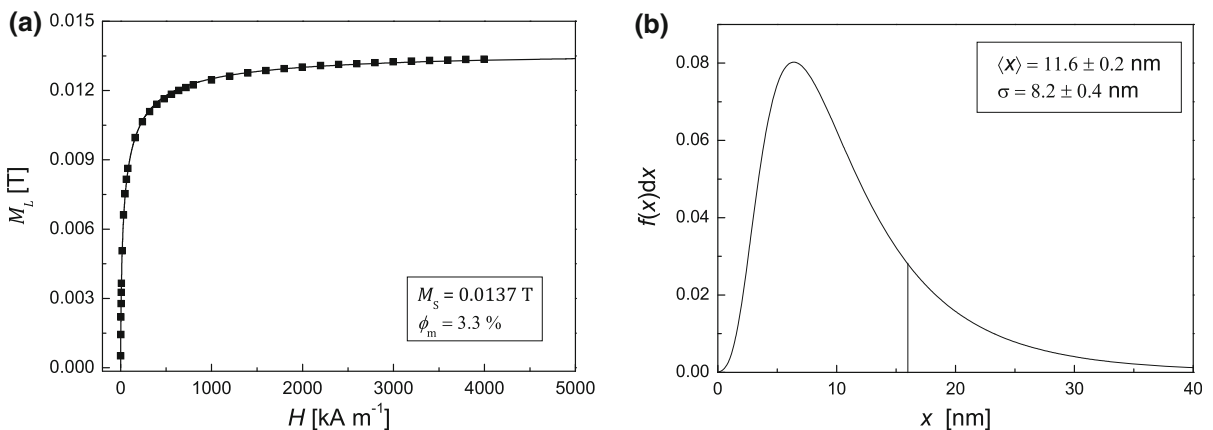 (a)
0.015
0.012
0.009
0.006
0.003
0.000
M_L [T]
0 1000 2000 3000 4000 5000
H [kA m⁻¹]
M_S = 0.0137 T
ϕ_m = 3.3 %
(b)
0.08
0.06
0.04
0.02
0.00
f(x)dx
0 10 20 30 40
x [nm]
⟨x⟩ = 11.6 ± 0.2 nm
σ = 8.2 ± 0.4 nm